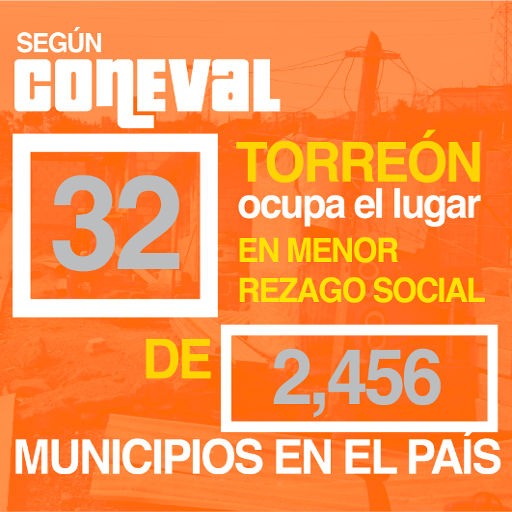 SEGÚN
CONEVAL
32
TORREÓN
ocupa el lugar
EN MENOR
REZAGO SOCIAL
DE
2,456
MUNICIPIOS EN EL PAÍS